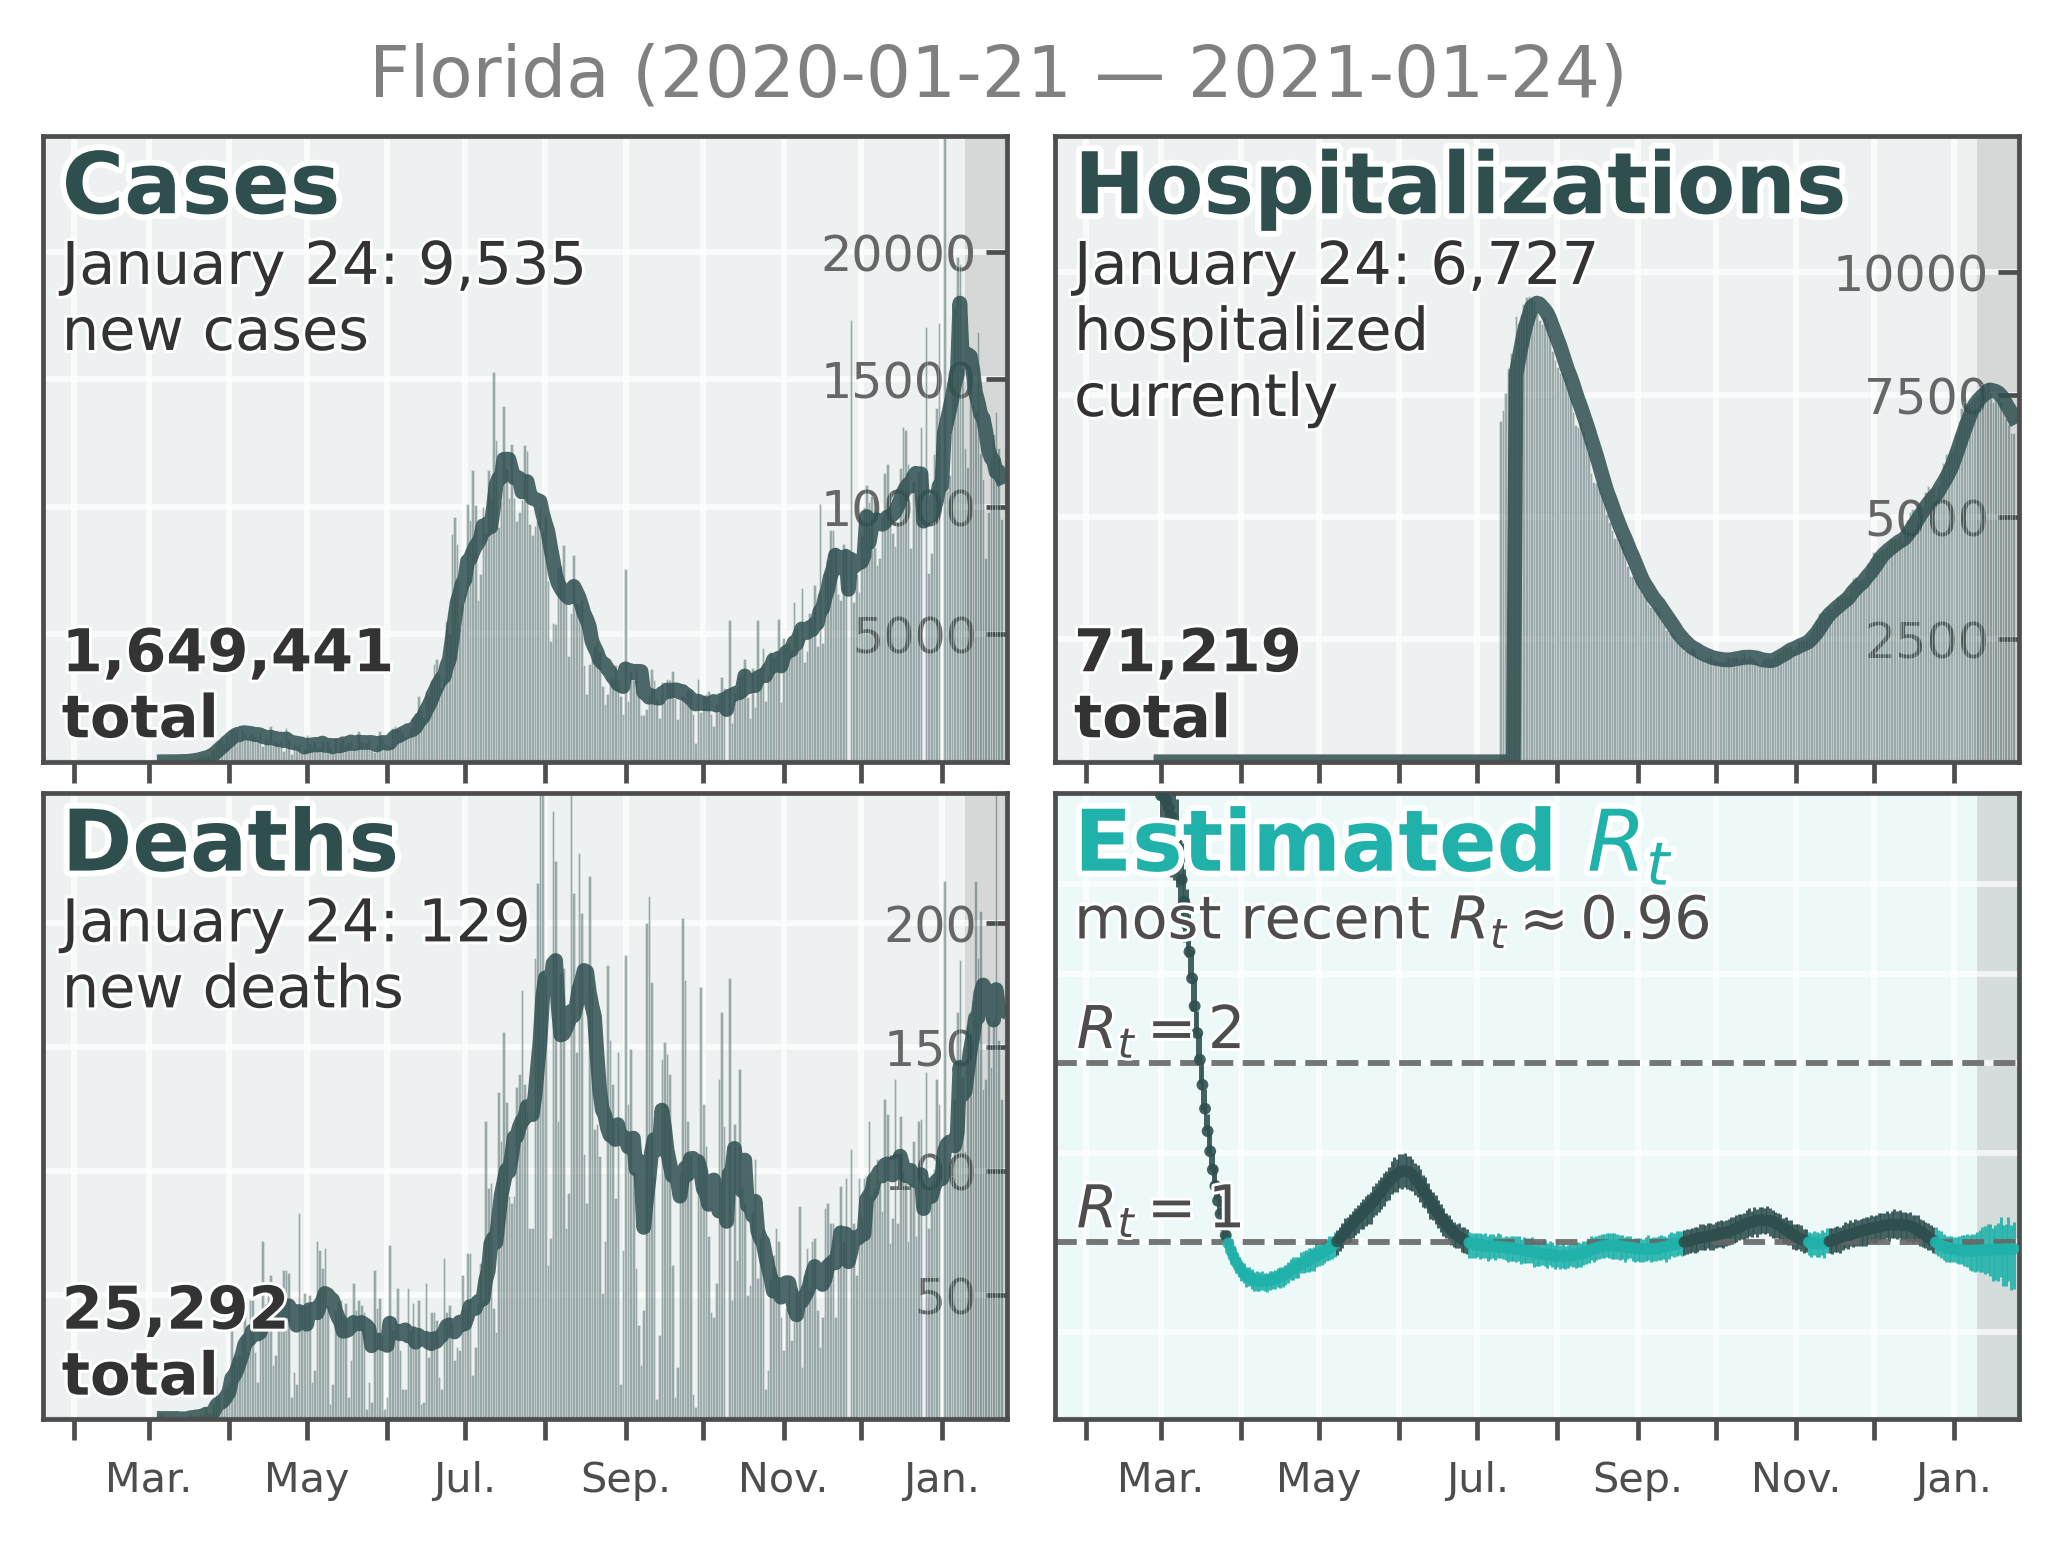 Florida (2020-01-21 — 2021-01-24)
Cases
January 24: 9,535
new cases
20000
15000
10000
5000
1,649,441
total
Hospitalizations
January 24: 6,727
hospitalized
currently
10000
7500
5000
2500
71,219
total
Deaths
January 24: 129
new deaths
200
150
100
50
25,292
total
Mar. May Jul. Sep. Nov. Jan.
Estimated Rt
most recent Rt ≈ 0.96
Rt = 2
Rt = 1
Mar. May Jul. Sep. Nov. Jan.